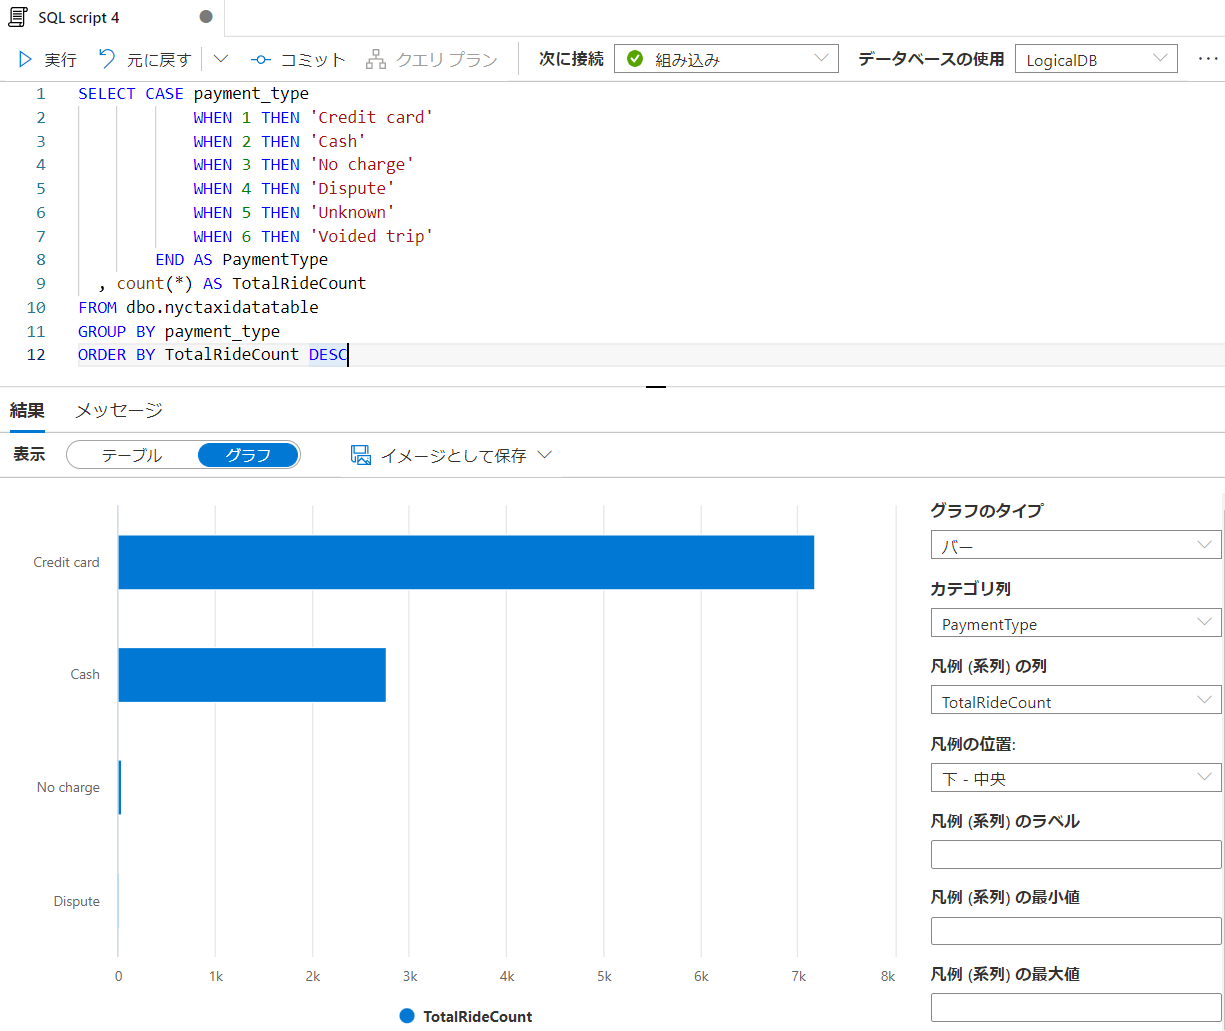 SQL script 4
実行 元に戻す コミット クエリ プラン 次に接続 組み込み データベースの使用 LogicalDB ...
1 SELECT CASE payment_type
2 WHEN 1 THEN 'Credit card'
3 WHEN 2 THEN 'Cash'
4 WHEN 3 THEN 'No charge'
5 WHEN 4 THEN 'Dispute'
6 WHEN 5 THEN 'Unknown'
7 WHEN 6 THEN 'Voided trip'
8 END AS PaymentType
9 , count(*) AS TotalRideCount
10 FROM dbo.nyctaxidatatable
11 GROUP BY payment_type
12 ORDER BY TotalRideCount DESC
結果 メッセージ
表示 テーブル グラフ イメージとして保存
Credit card
Cash
No charge
Dispute
0 1k 2k 3k 4k 5k 6k 7k 8k
TotalRideCount
グラフのタイプ
バー
カテゴリ列
PaymentType
凡例 (系列) の列
TotalRideCount
凡例の位置:
下 - 中央
凡例 (系列) のラベル
凡例 (系列) の最小値
凡例 (系列) の最大値